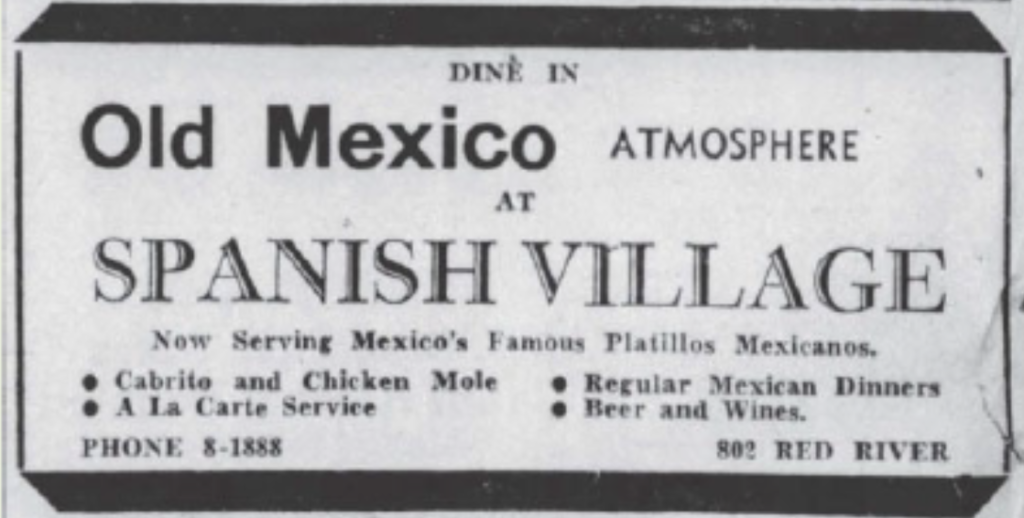 DINE IN
Old Mexico ATMOSPHERE
AT
SPANISH VILLAGE
Now Serving Mexico's Famous Platillos Mexicanos.
● Cabrito and Chicken Mole
● A La Carte Service
● Regular Mexican Dinners
● Beer and Wines.
PHONE 8-1888
802 RED RIVER